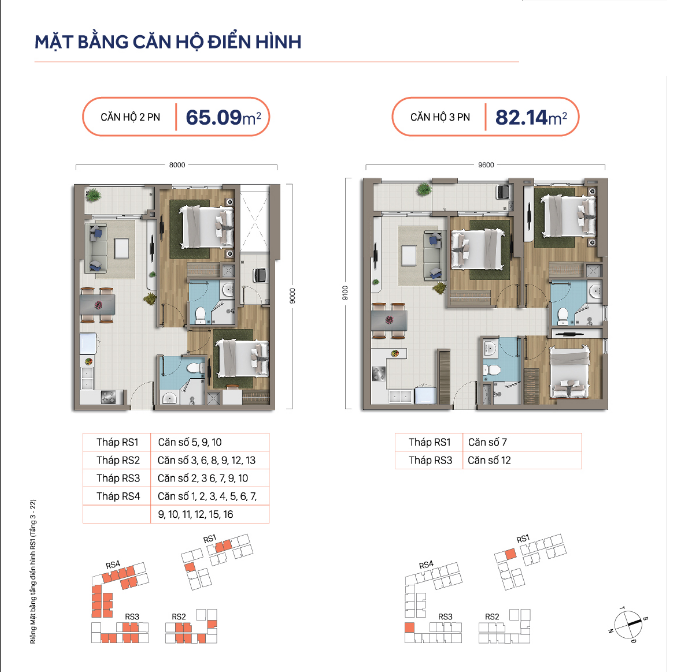 MẶT BẰNG CĂN HỘ ĐIỂN HÌNH
CĂN HỘ 2 PN 65.09m²
CĂN HỘ 3 PN 82.14m²
8000
9000
9600
9100
Tháp RS1 Căn số 5, 9, 10
Tháp RS2 Căn số 3, 6, 8, 9, 12, 13
Tháp RS3 Căn số 2, 3 6, 7, 9, 10
Tháp RS4 Căn số 1, 2, 3, 4, 5, 6, 7,
9, 10, 11, 12, 15, 16
Tháp RS1 Căn số 7
Tháp RS3 Căn số 12
Riêng Mặt bằng tầng điển hình RS1 (Tầng 3 - 22)
RS4
RS1
RS3
RS2
RS4
RS1
RS3
RS2
T
B
N
Đ